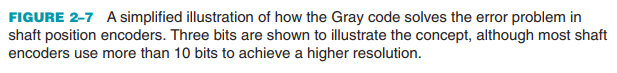 FIGURE 2–7 A simplified illustration of how the Gray code solves the error problem in
shaft position encoders. Three bits are shown to illustrate the concept, although most shaft
encoders use more than 10 bits to achieve a higher resolution.